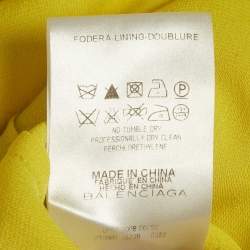 FODERA-LINING-DOUBLURE
NO TUMBLE DRY
PROFESSIONALLY DRY CLEAN
PERCHLORETHYLENE
MADE IN CHINA
FABRIQUE EN CHINE
HECHO EN CHINA
BALENCIAGA